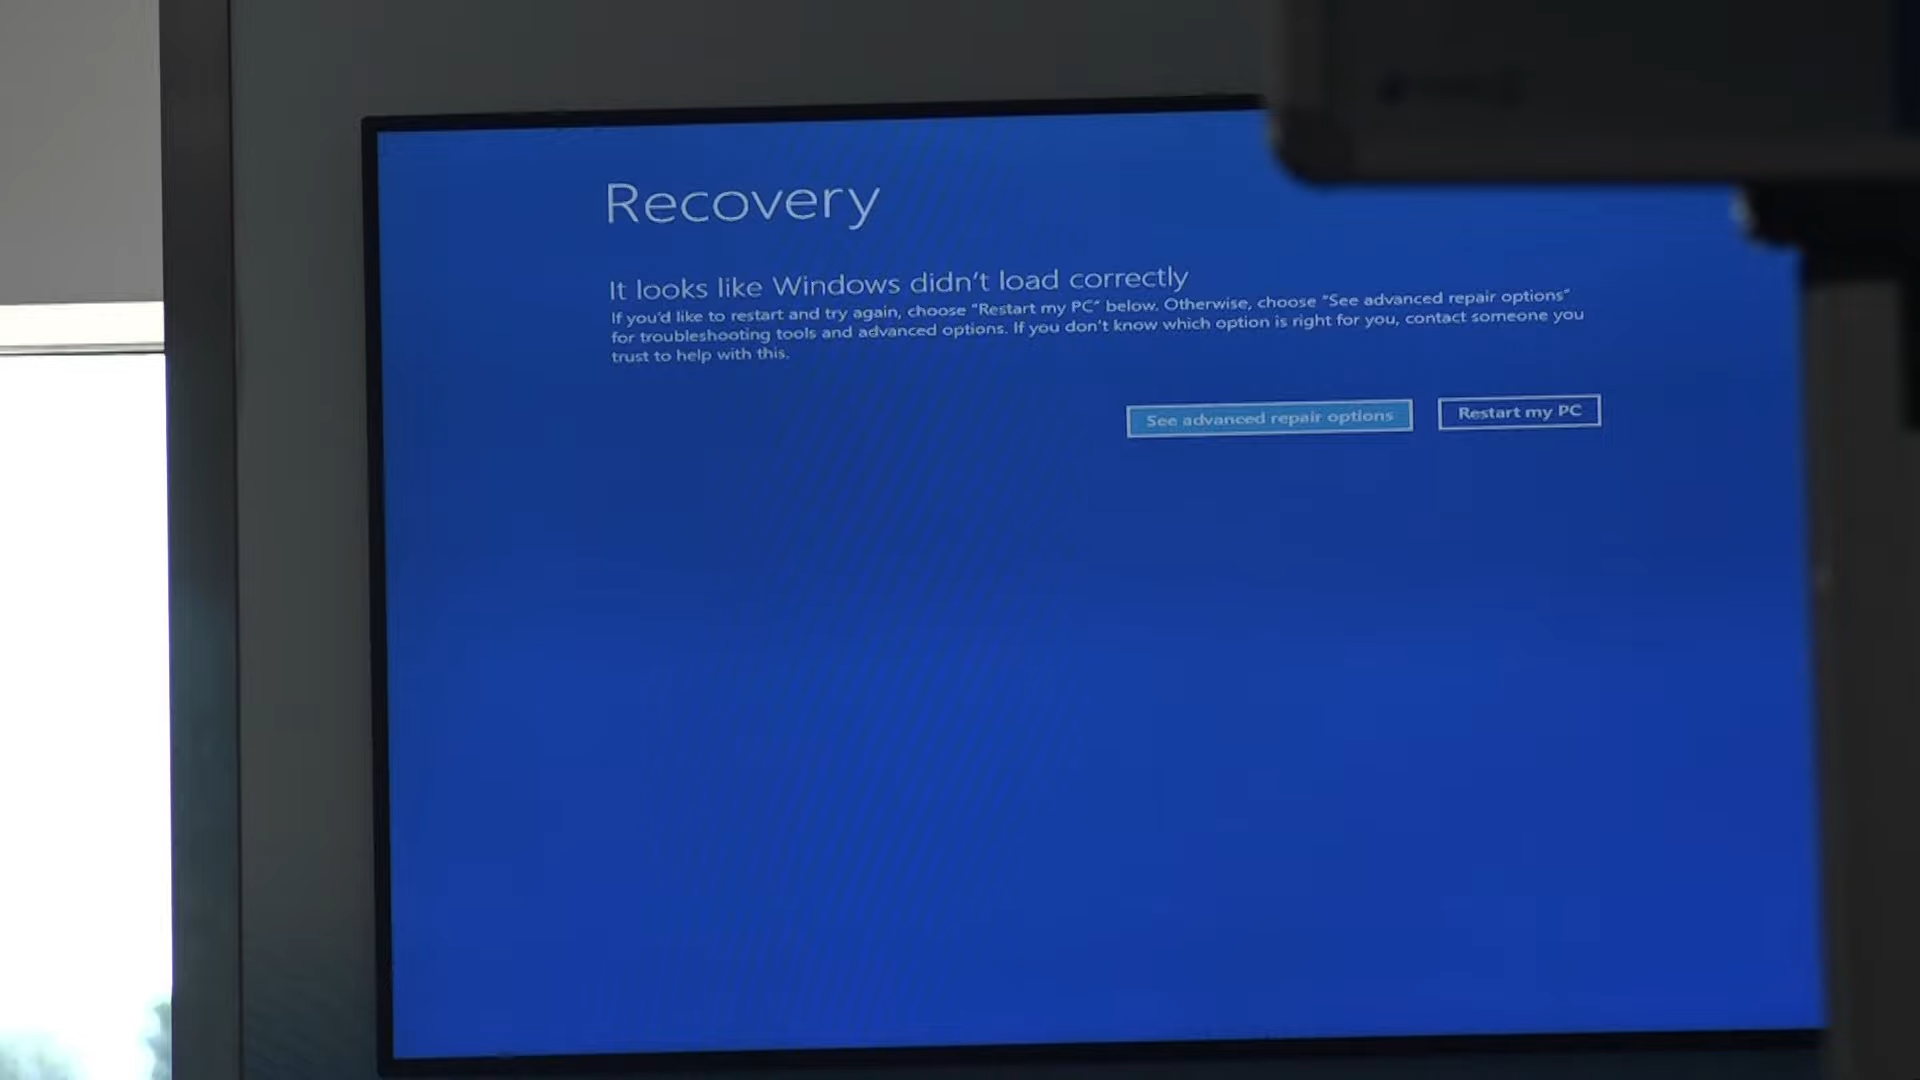 Recovery
It looks like Windows didn't load correctly
If you'd like to restart and try again, choose "Restart my PC" below. Otherwise, choose "See advanced repair options"
for troubleshooting tools and advanced options. If you don't know which option is right for you, contact someone you
trust to help with this.
See advanced repair options
Restart my PC